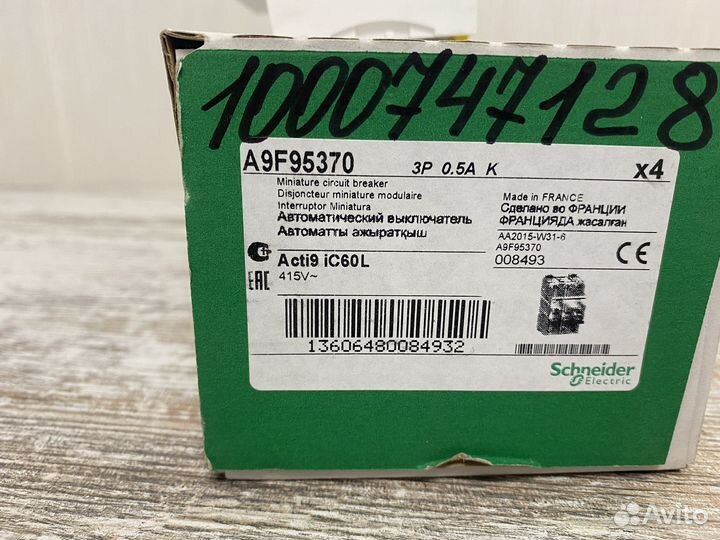 1000747128
A9F95370 3P 0.5A K x4
Miniature circuit breaker
Disjoncteur miniature modulaire
Interruptor Miniatura
Автоматический выключатель
Автоматты ажыратқыш
Made in FRANCE
Сделано во ФРАНЦИИ
ФРАНЦИЯДА жасалған
AA2015-W31-6
A9F95370
008493
CE
EAC
Acti9 iC60L
415V~
13606480084932
Schneider
Electric
Avito